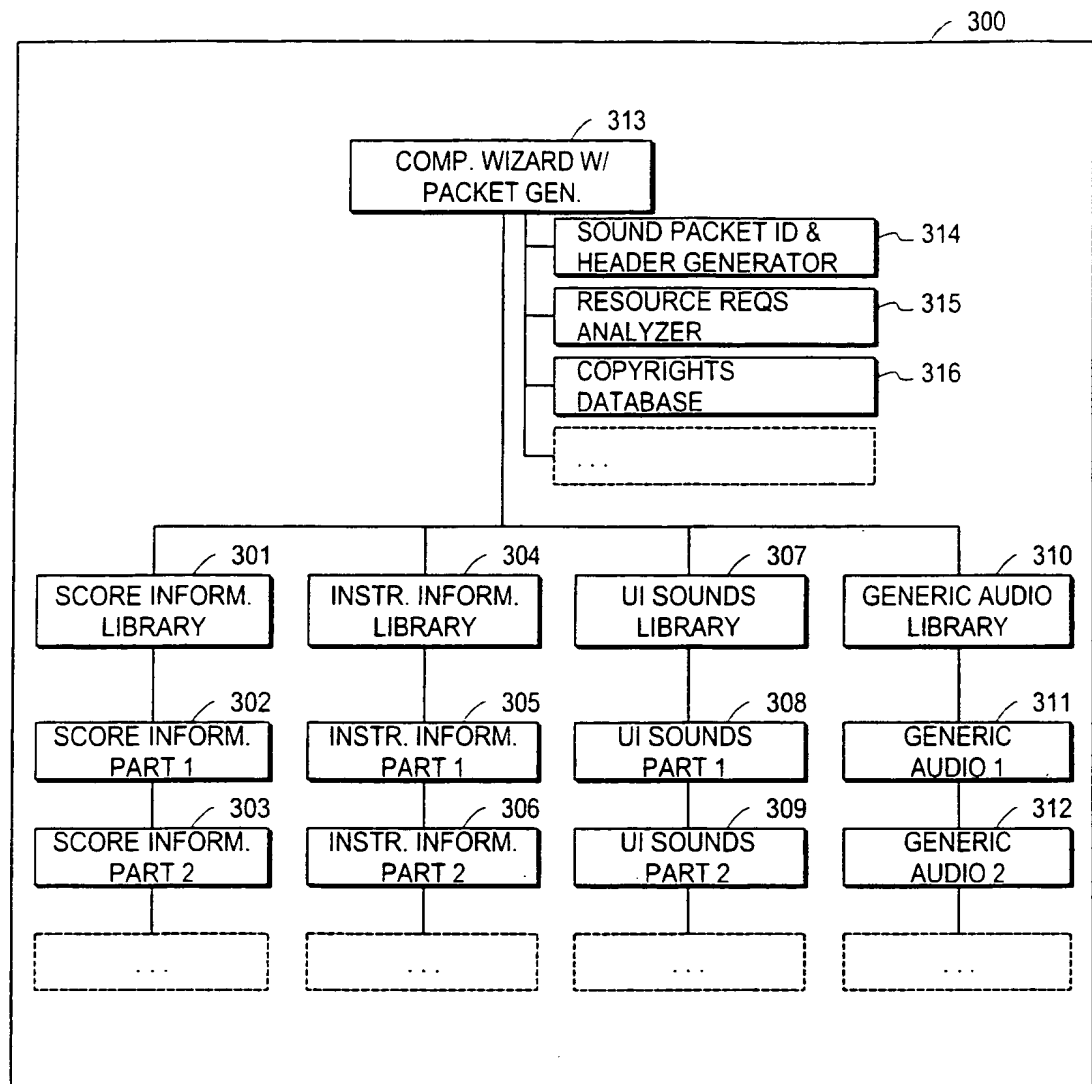 300
313
COMP. WIZARD W/
PACKET GEN.
SOUND PACKET ID &
HEADER GENERATOR
314
RESOURCE REQS
ANALYZER
315
COPYRIGHTS
DATABASE
316
...
301
SCORE INFORM.
LIBRARY
304
INSTR. INFORM.
LIBRARY
307
UI SOUNDS
LIBRARY
310
GENERIC AUDIO
LIBRARY
302
SCORE INFORM.
PART 1
305
INSTR. INFORM.
PART 1
308
UI SOUNDS
PART 1
311
GENERIC
AUDIO 1
303
SCORE INFORM.
PART 2
306
INSTR. INFORM.
PART 2
309
UI SOUNDS
PART 2
312
GENERIC
AUDIO 2
...
...
...
...